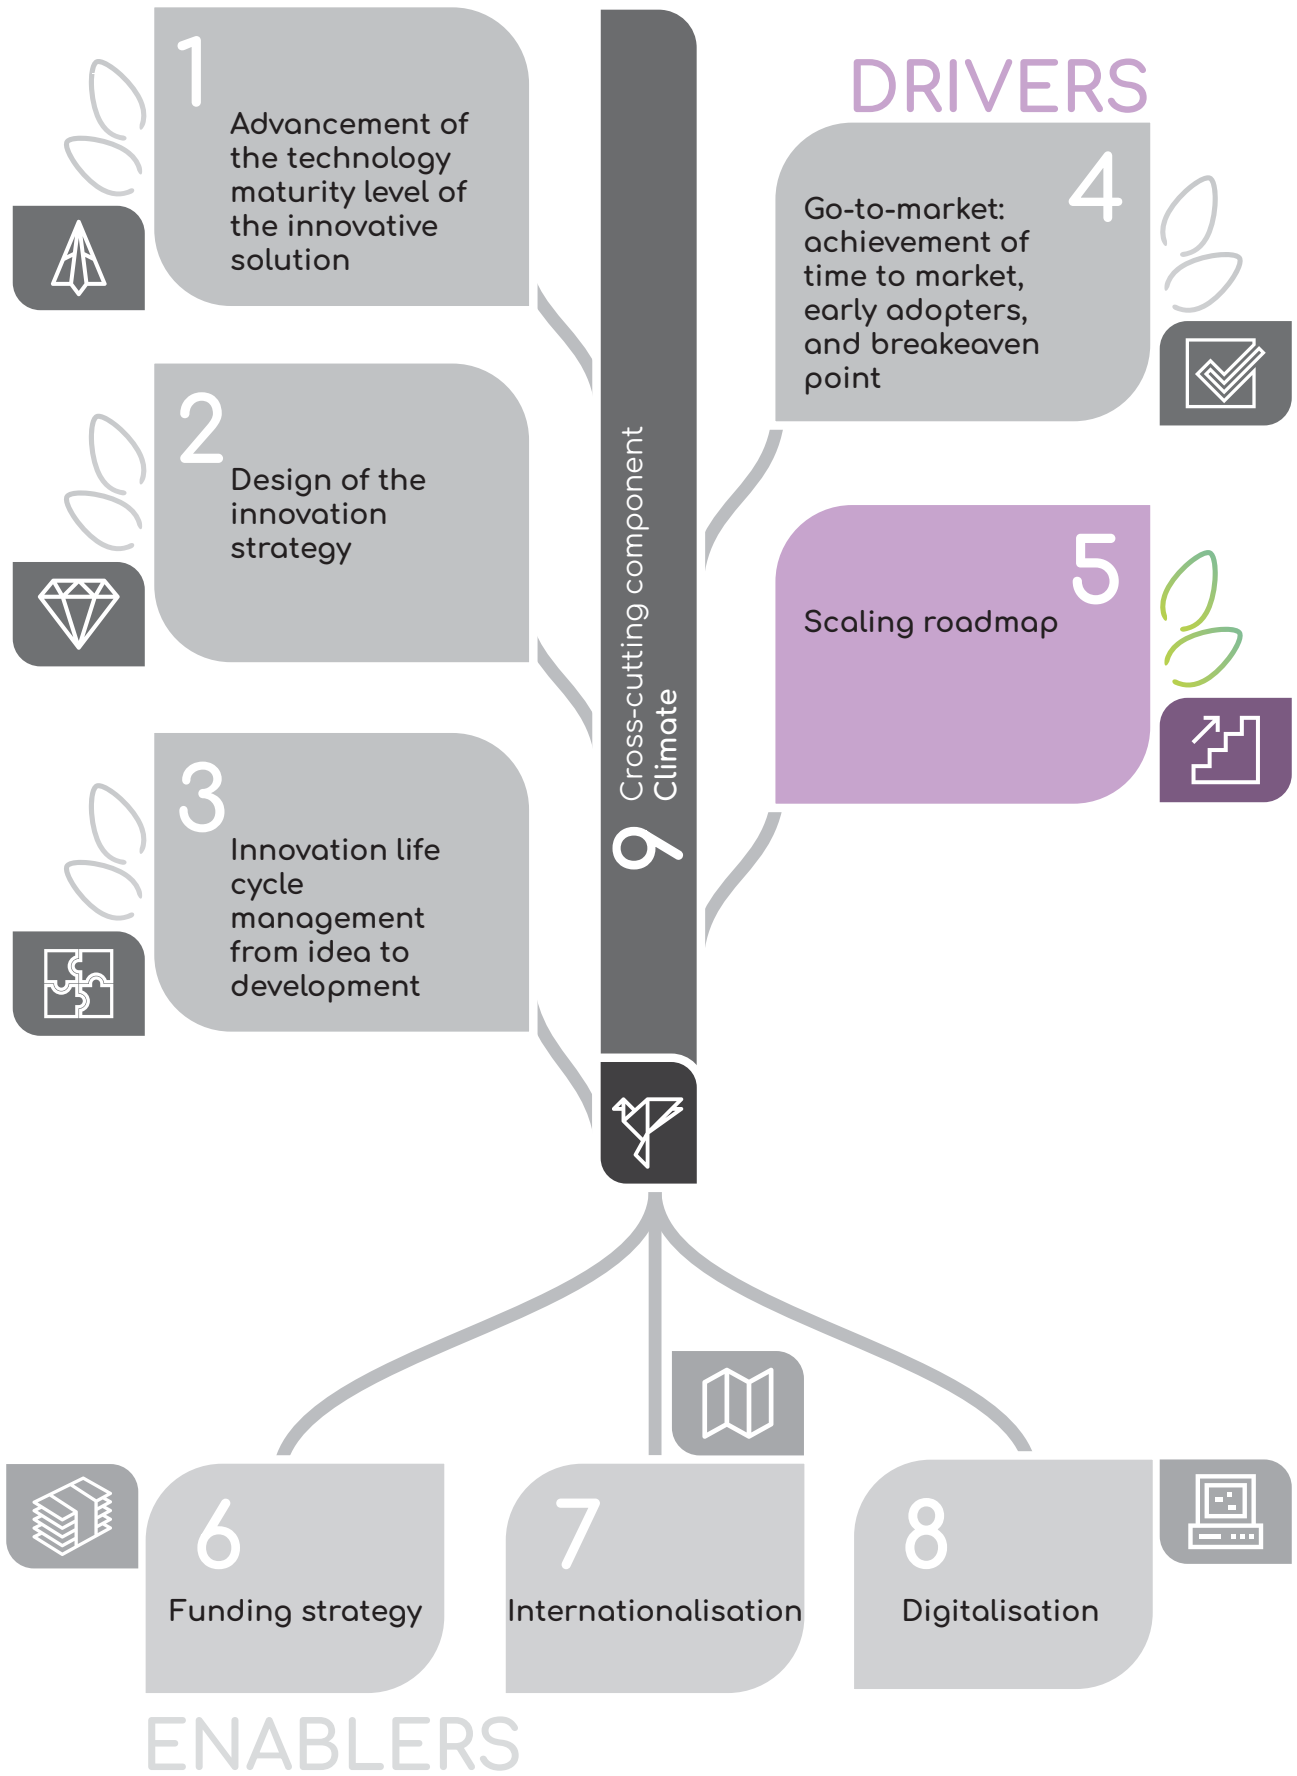 1
Advancement of
the technology
maturity level of
the innovative
solution
2
Design of the
innovation
strategy
3
Innovation life
cycle
management
from idea to
development
9
Cross-cutting component
Climate
DRIVERS
4
Go-to-market:
achievement of
time to market,
early adopters,
and breakeaven
point
5
Scaling roadmap
6
Funding strategy
7
Internationalisation
8
Digitalisation
ENABLERS